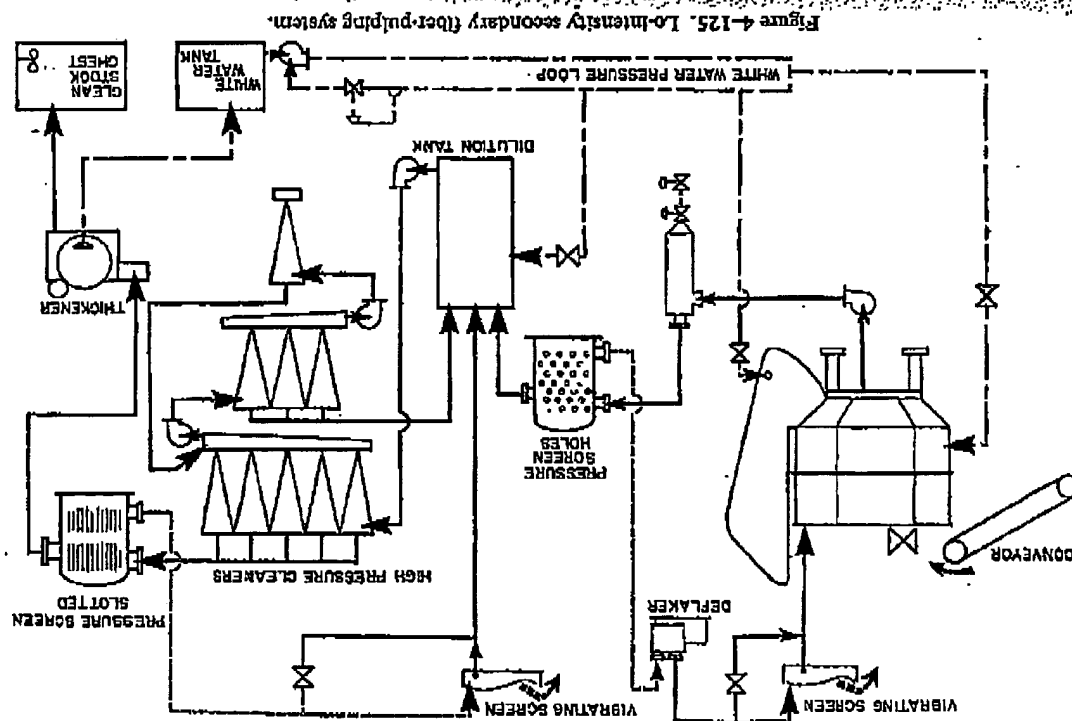 VIBRATING SCREEN
VIBRATING SCREEN
DEFLAKER
PRESSURE SCREEN
SLOTTED
HIGH PRESSURE CLEANERS
CONVEYOR
PRESSURE
SCREEN
HOLES
THICKENER
DILUTION TANK
WHITE WATER PRESSURE LOOP
WHITE
WATER
TANK
CLEAN
STOCK
CHEST
Figure 4–125. Lo-Intensity secondary fiber-pulping system.